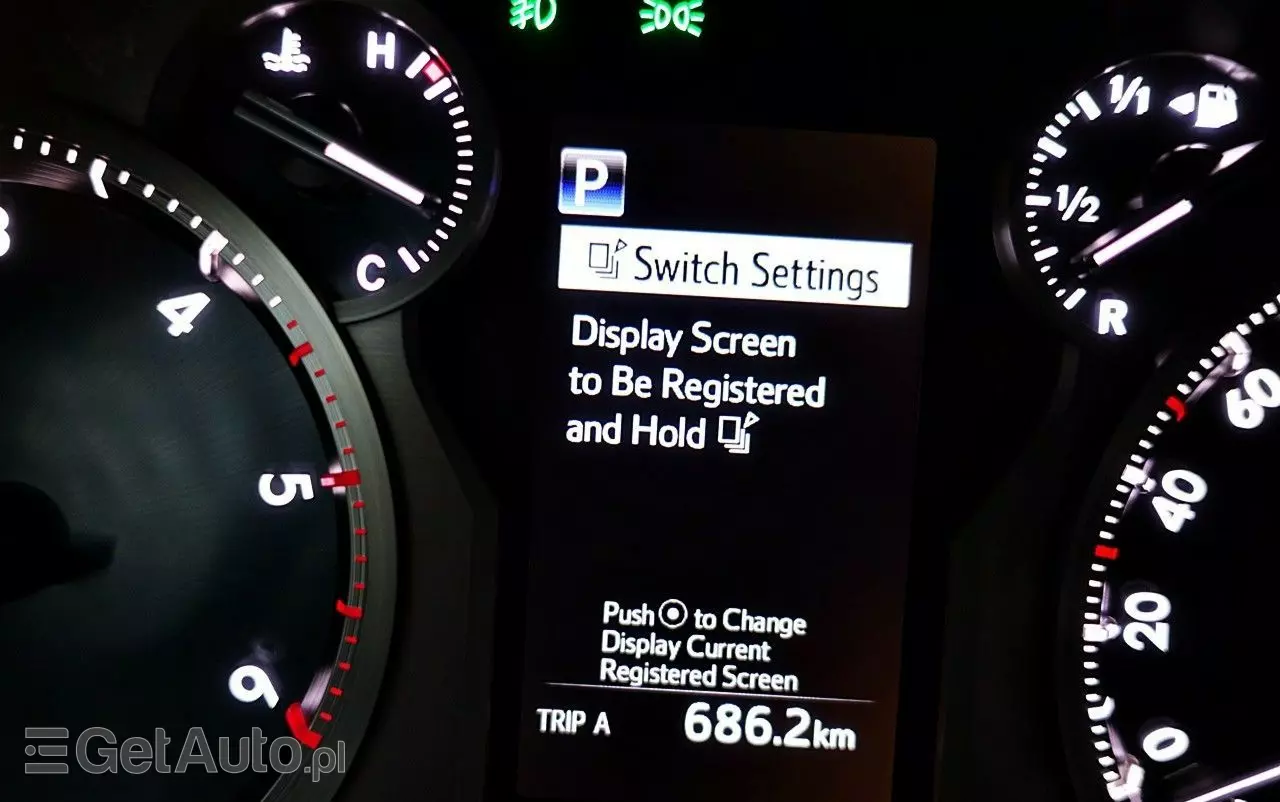 H
C
3
4
5
6
P
Switch Settings
Display Screen
to Be Registered
and Hold
Push to Change
Display Current
Registered Screen
TRIP A 686.2km
1/1
1/2
R
60
40
20
0
GetAuto.pl